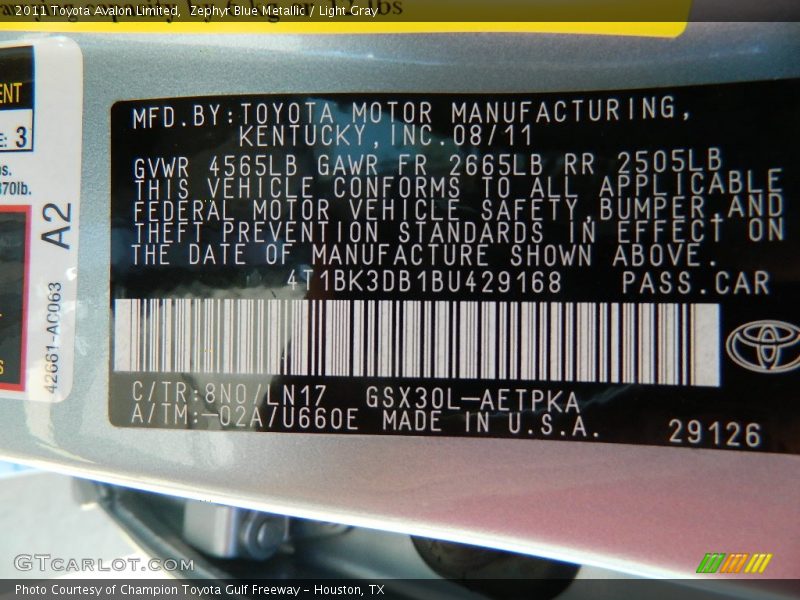 2011 Toyota Avalon Limited, Zephyr Blue Metallic / Light Gray
ENT
E: 3
os.
870lb.
A2
42661-AC063
MFD.BY:TOYOTA MOTOR MANUFACTURING,
KENTUCKY,INC.08/11
GVWR 4565LB GAWR FR 2665LB RR 2505LB
THIS VEHICLE CONFORMS TO ALL APPLICABLE
FEDERAL MOTOR VEHICLE SAFETY,BUMPER,AND
THEFT PREVENTION STANDARDS IN EFFECT ON
THE DATE OF MANUFACTURE SHOWN ABOVE.
4T1BK3DB1BU429168 PASS.CAR
C/TR:8N0/LN17 GSX30L-AETPKA
A/TM:-02A/U660E MADE IN U.S.A.
29126
GTcarlot.com
Photo Courtesy of Champion Toyota Gulf Freeway - Houston, TX